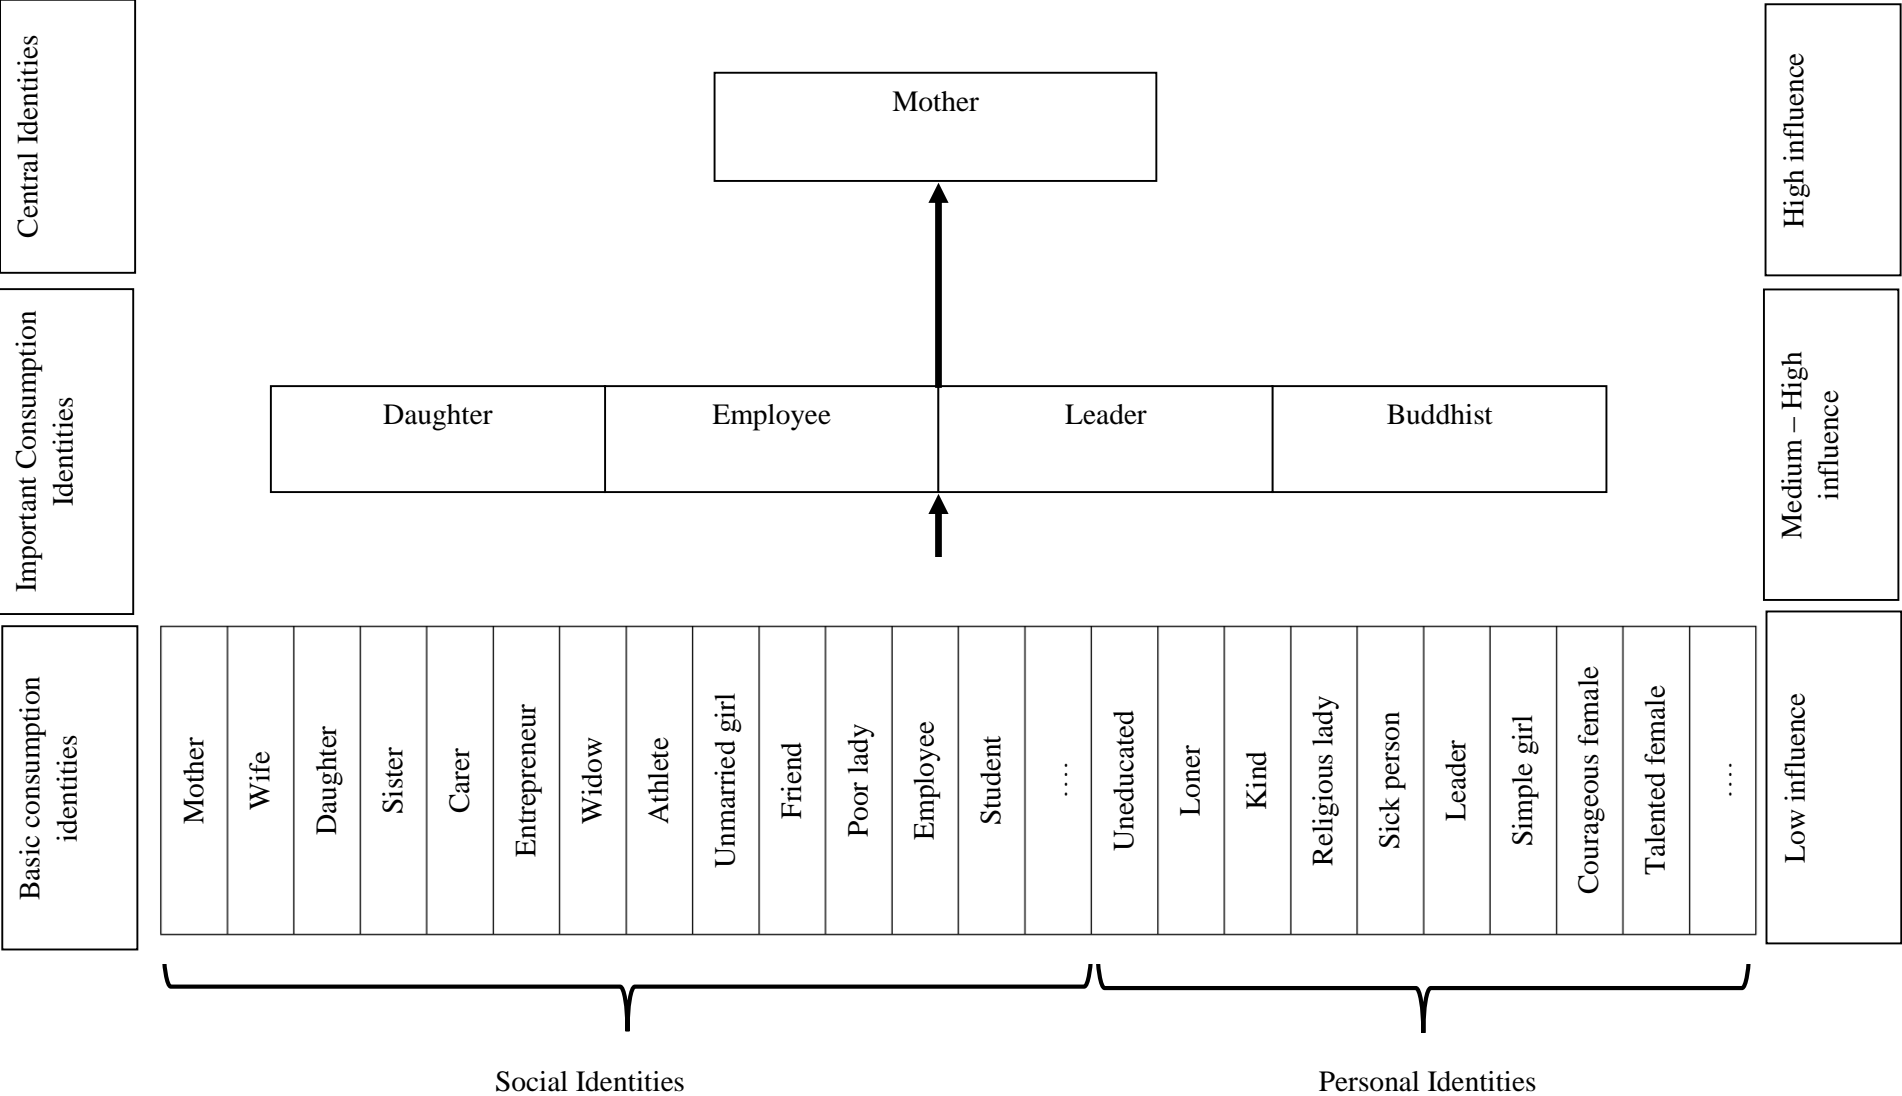 Central Identities
Mother
High influence
Important Consumption
Identities
Daughter
Employee
Leader
Buddhist
Medium – High
influence
Basic consumption
identities
Mother
Wife
Daughter
Sister
Carer
Entrepreneur
Widow
Athlete
Unmarried girl
Friend
Poor lady
Employee
Student
....
Uneducated
Loner
Kind
Religious lady
Sick person
Leader
Simple girl
Courageous female
Talented female
....
Low influence
Social Identities
Personal Identities